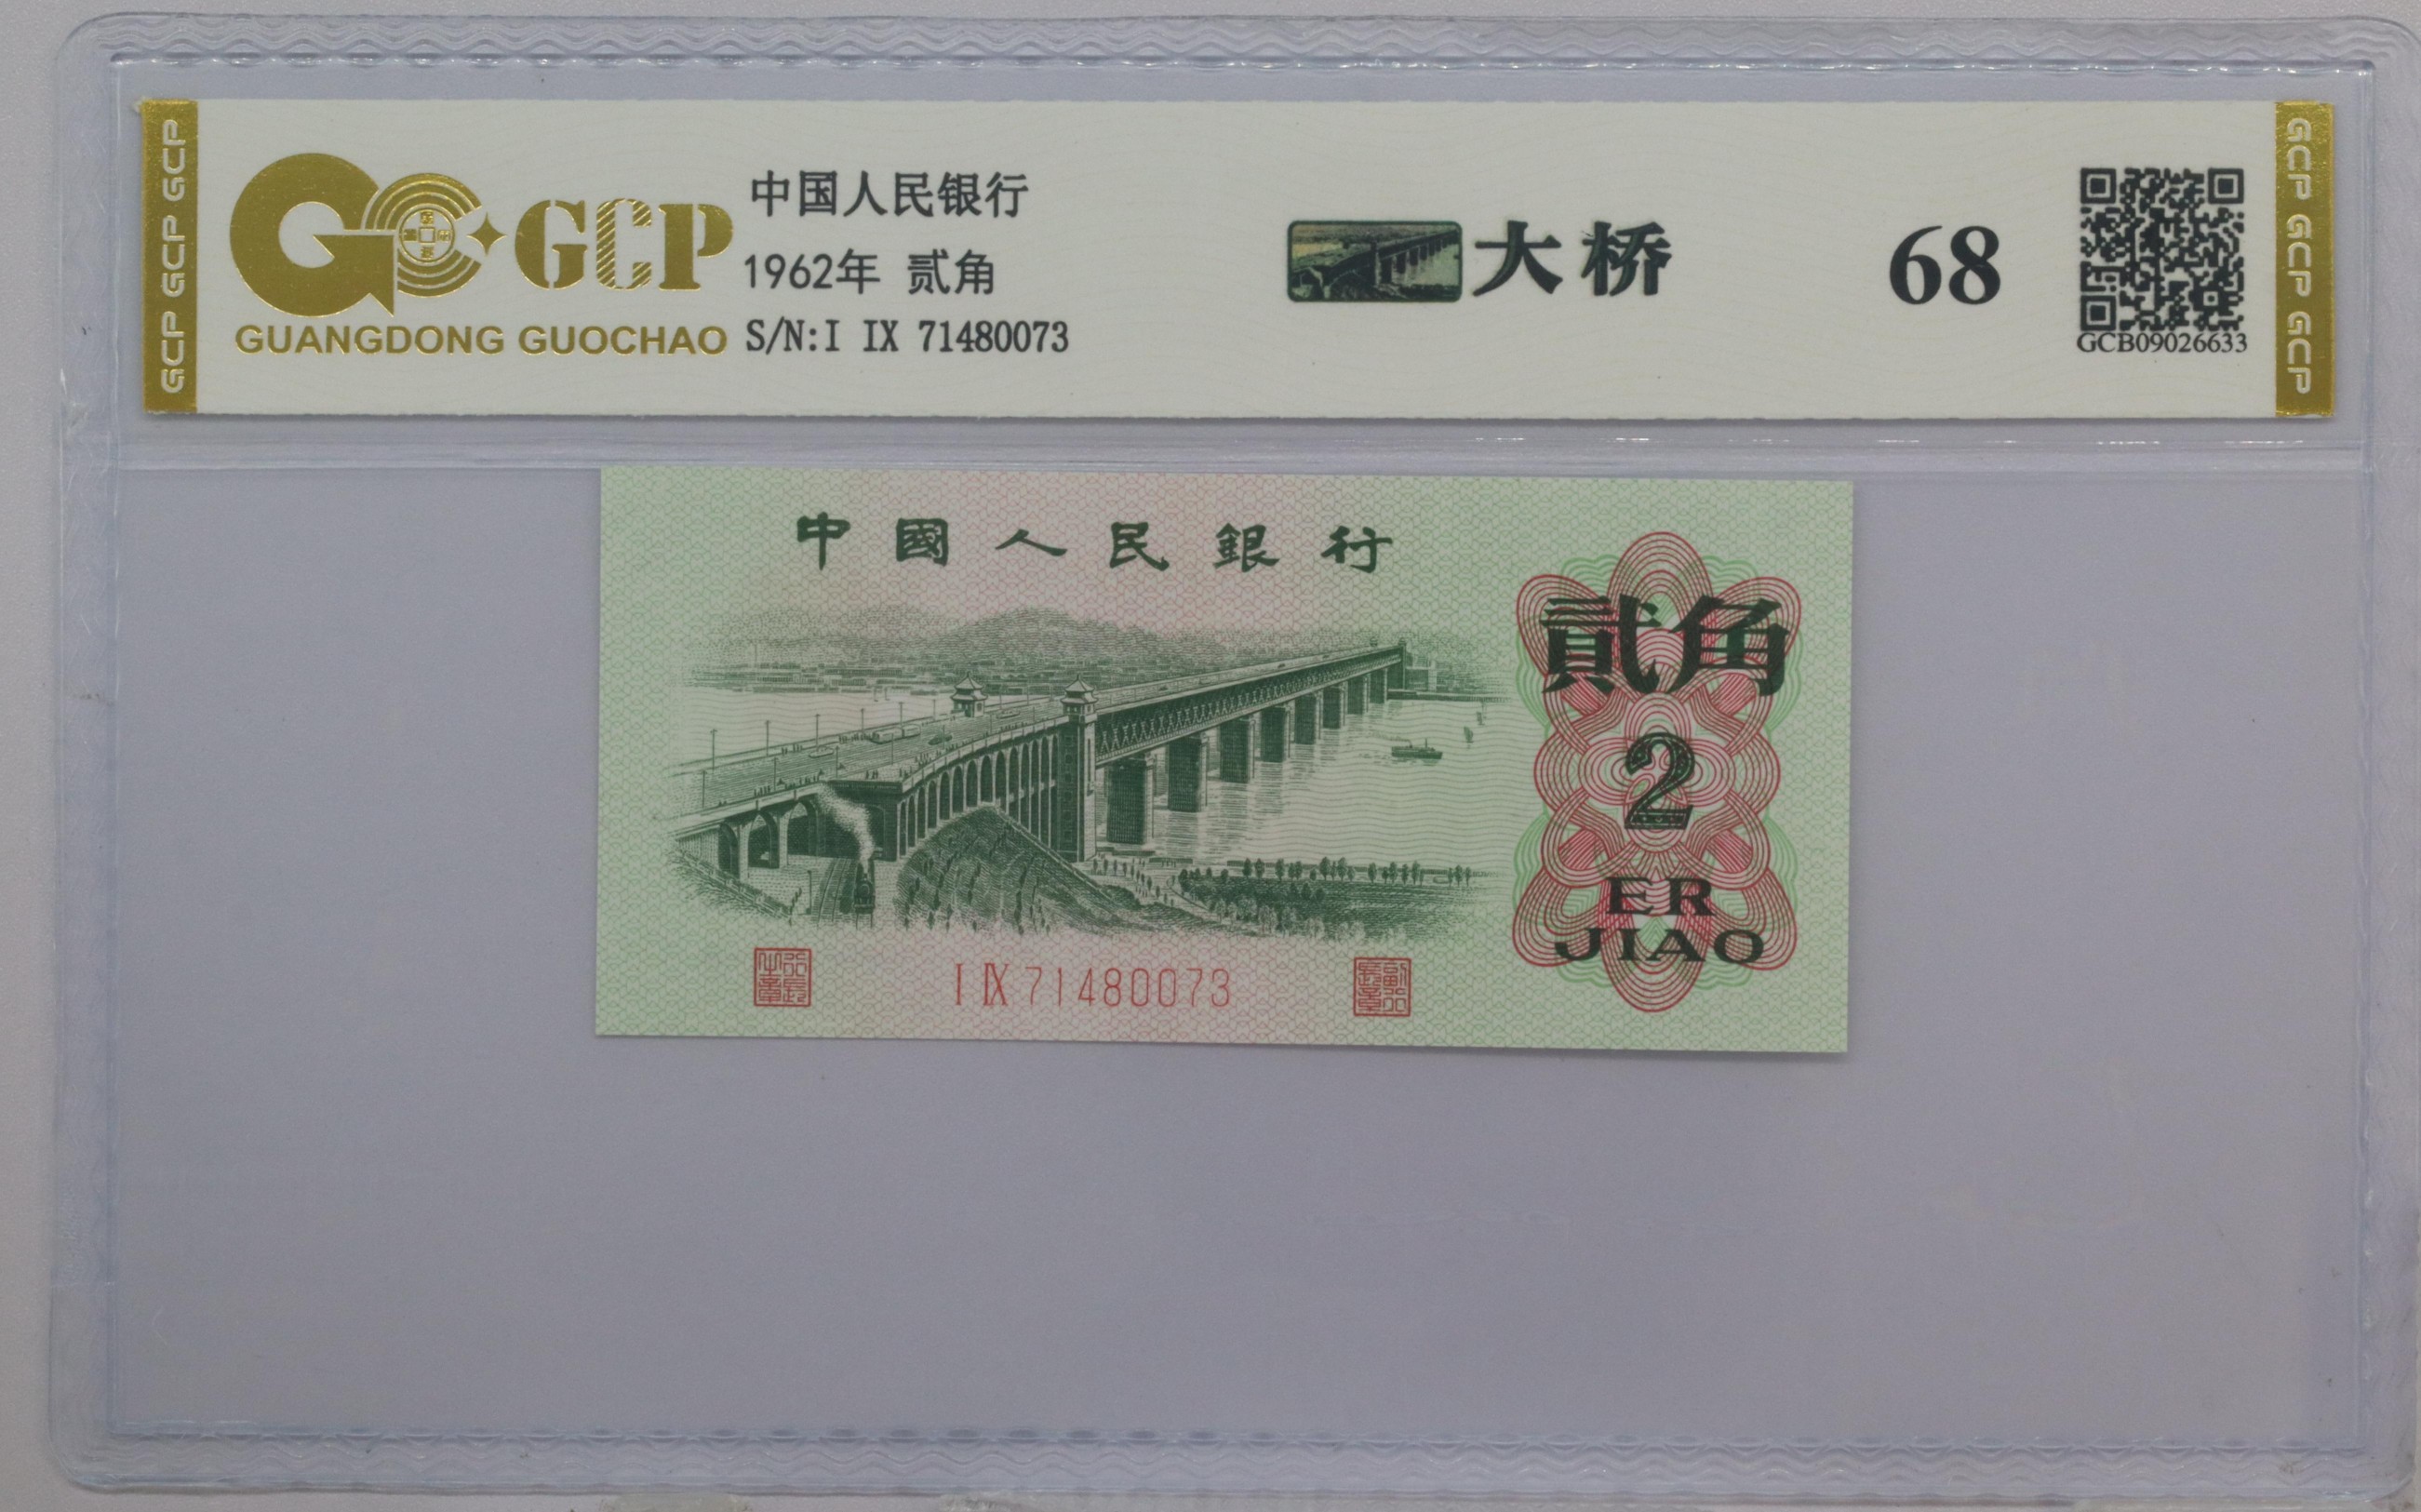 GCP GCP GCP
GCP
GUANGDONG GUOCHAO
中国人民银行
1962年 贰角
S/N:I IX 71480073
大桥
68
GCB09026633
GCP GCP GCP
中國人民銀行
貳角
2
ER
JIAO
I IX 71480073